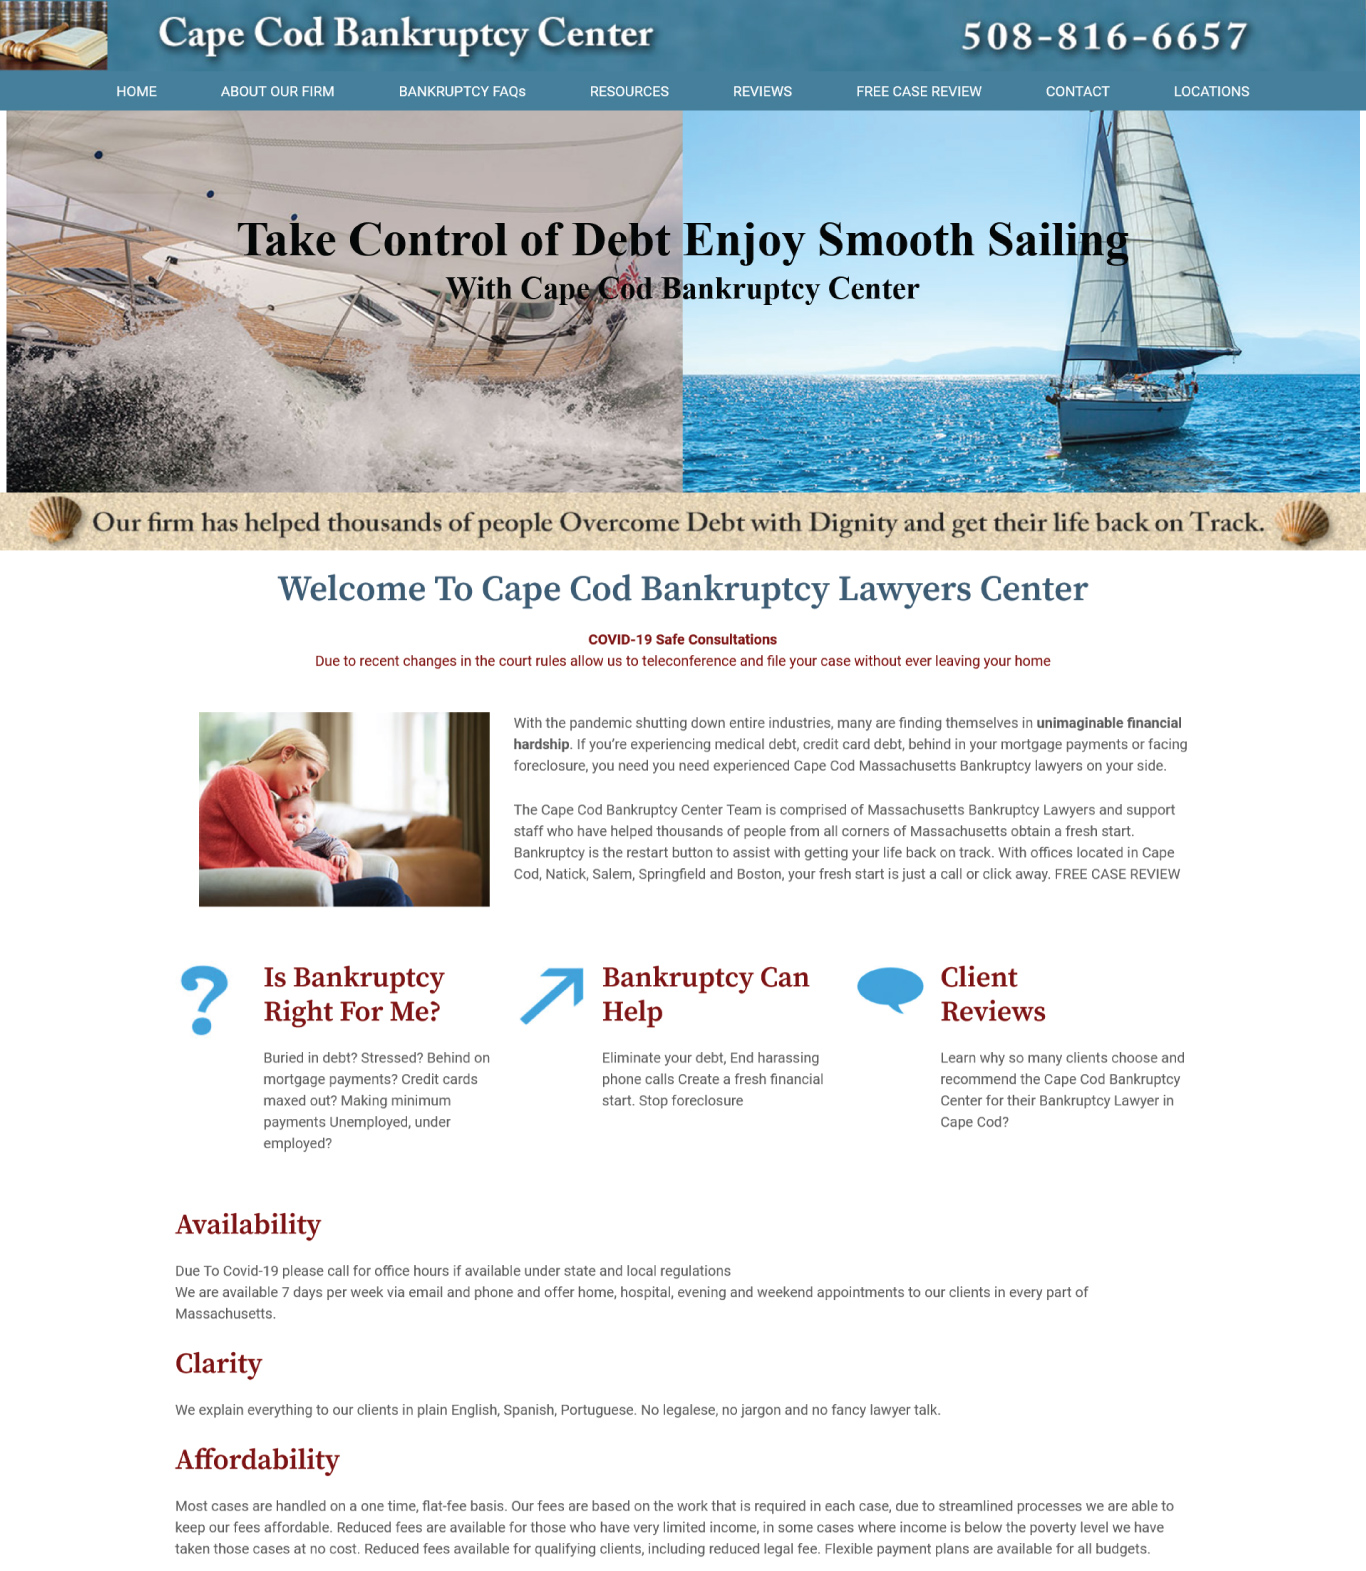 Cape Cod Bankruptcy Center
508-816-6657
HOME ABOUT OUR FIRM BANKRUPTCY FAQs RESOURCES REVIEWS FREE CASE REVIEW CONTACT LOCATIONS
Take Control of Debt Enjoy Smooth Sailing
With Cape Cod Bankruptcy Center
Our firm has helped thousands of people Overcome Debt with Dignity and get their life back on Track.
Welcome To Cape Cod Bankruptcy Lawyers Center
COVID-19 Safe Consultations
Due to recent changes in the court rules allow us to teleconference and file your case without ever leaving your home
With the pandemic shutting down entire industries, many are finding themselves in unimaginable financial
hardship. If you’re experiencing medical debt, credit card debt, behind in your mortgage payments or facing
foreclosure, you need you need experienced Cape Cod Massachusetts Bankruptcy lawyers on your side.
The Cape Cod Bankruptcy Center Team is comprised of Massachusetts Bankruptcy Lawyers and support
staff who have helped thousands of people from all corners of Massachusetts obtain a fresh start.
Bankruptcy is the restart button to assist with getting your life back on track. With offices located in Cape
Cod, Natick, Salem, Springfield and Boston, your fresh start is just a call or click away. FREE CASE REVIEW
Is Bankruptcy
Right For Me?
Buried in debt? Stressed? Behind on
mortgage payments? Credit cards
maxed out? Making minimum
payments Unemployed, under
employed?
Bankruptcy Can
Help
Eliminate your debt, End harassing
phone calls Create a fresh financial
start. Stop foreclosure
Client
Reviews
Learn why so many clients choose and
recommend the Cape Cod Bankruptcy
Center for their Bankruptcy Lawyer in
Cape Cod?
Availability
Due To Covid-19 please call for office hours if available under state and local regulations
We are available 7 days per week via email and phone and offer home, hospital, evening and weekend appointments to our clients in every part of
Massachusetts.
Clarity
We explain everything to our clients in plain English, Spanish, Portuguese. No legalese, no jargon and no fancy lawyer talk.
Affordability
Most cases are handled on a one time, flat-fee basis. Our fees are based on the work that is required in each case, due to streamlined processes we are able to
keep our fees affordable. Reduced fees are available for those who have very limited income, in some cases where income is below the poverty level we have
taken those cases at no cost. Reduced fees available for qualifying clients, including reduced legal fee. Flexible payment plans are available for all budgets.